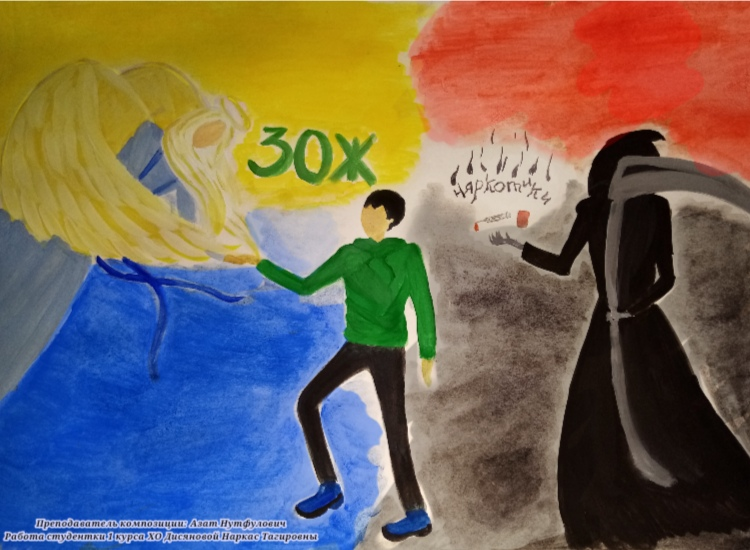 ЗОЖ
наркотики
Преподаватель композиции: Азат Нутфулович
Работа студентки 1 курса ХО Дисяновой Наркас Тагировны